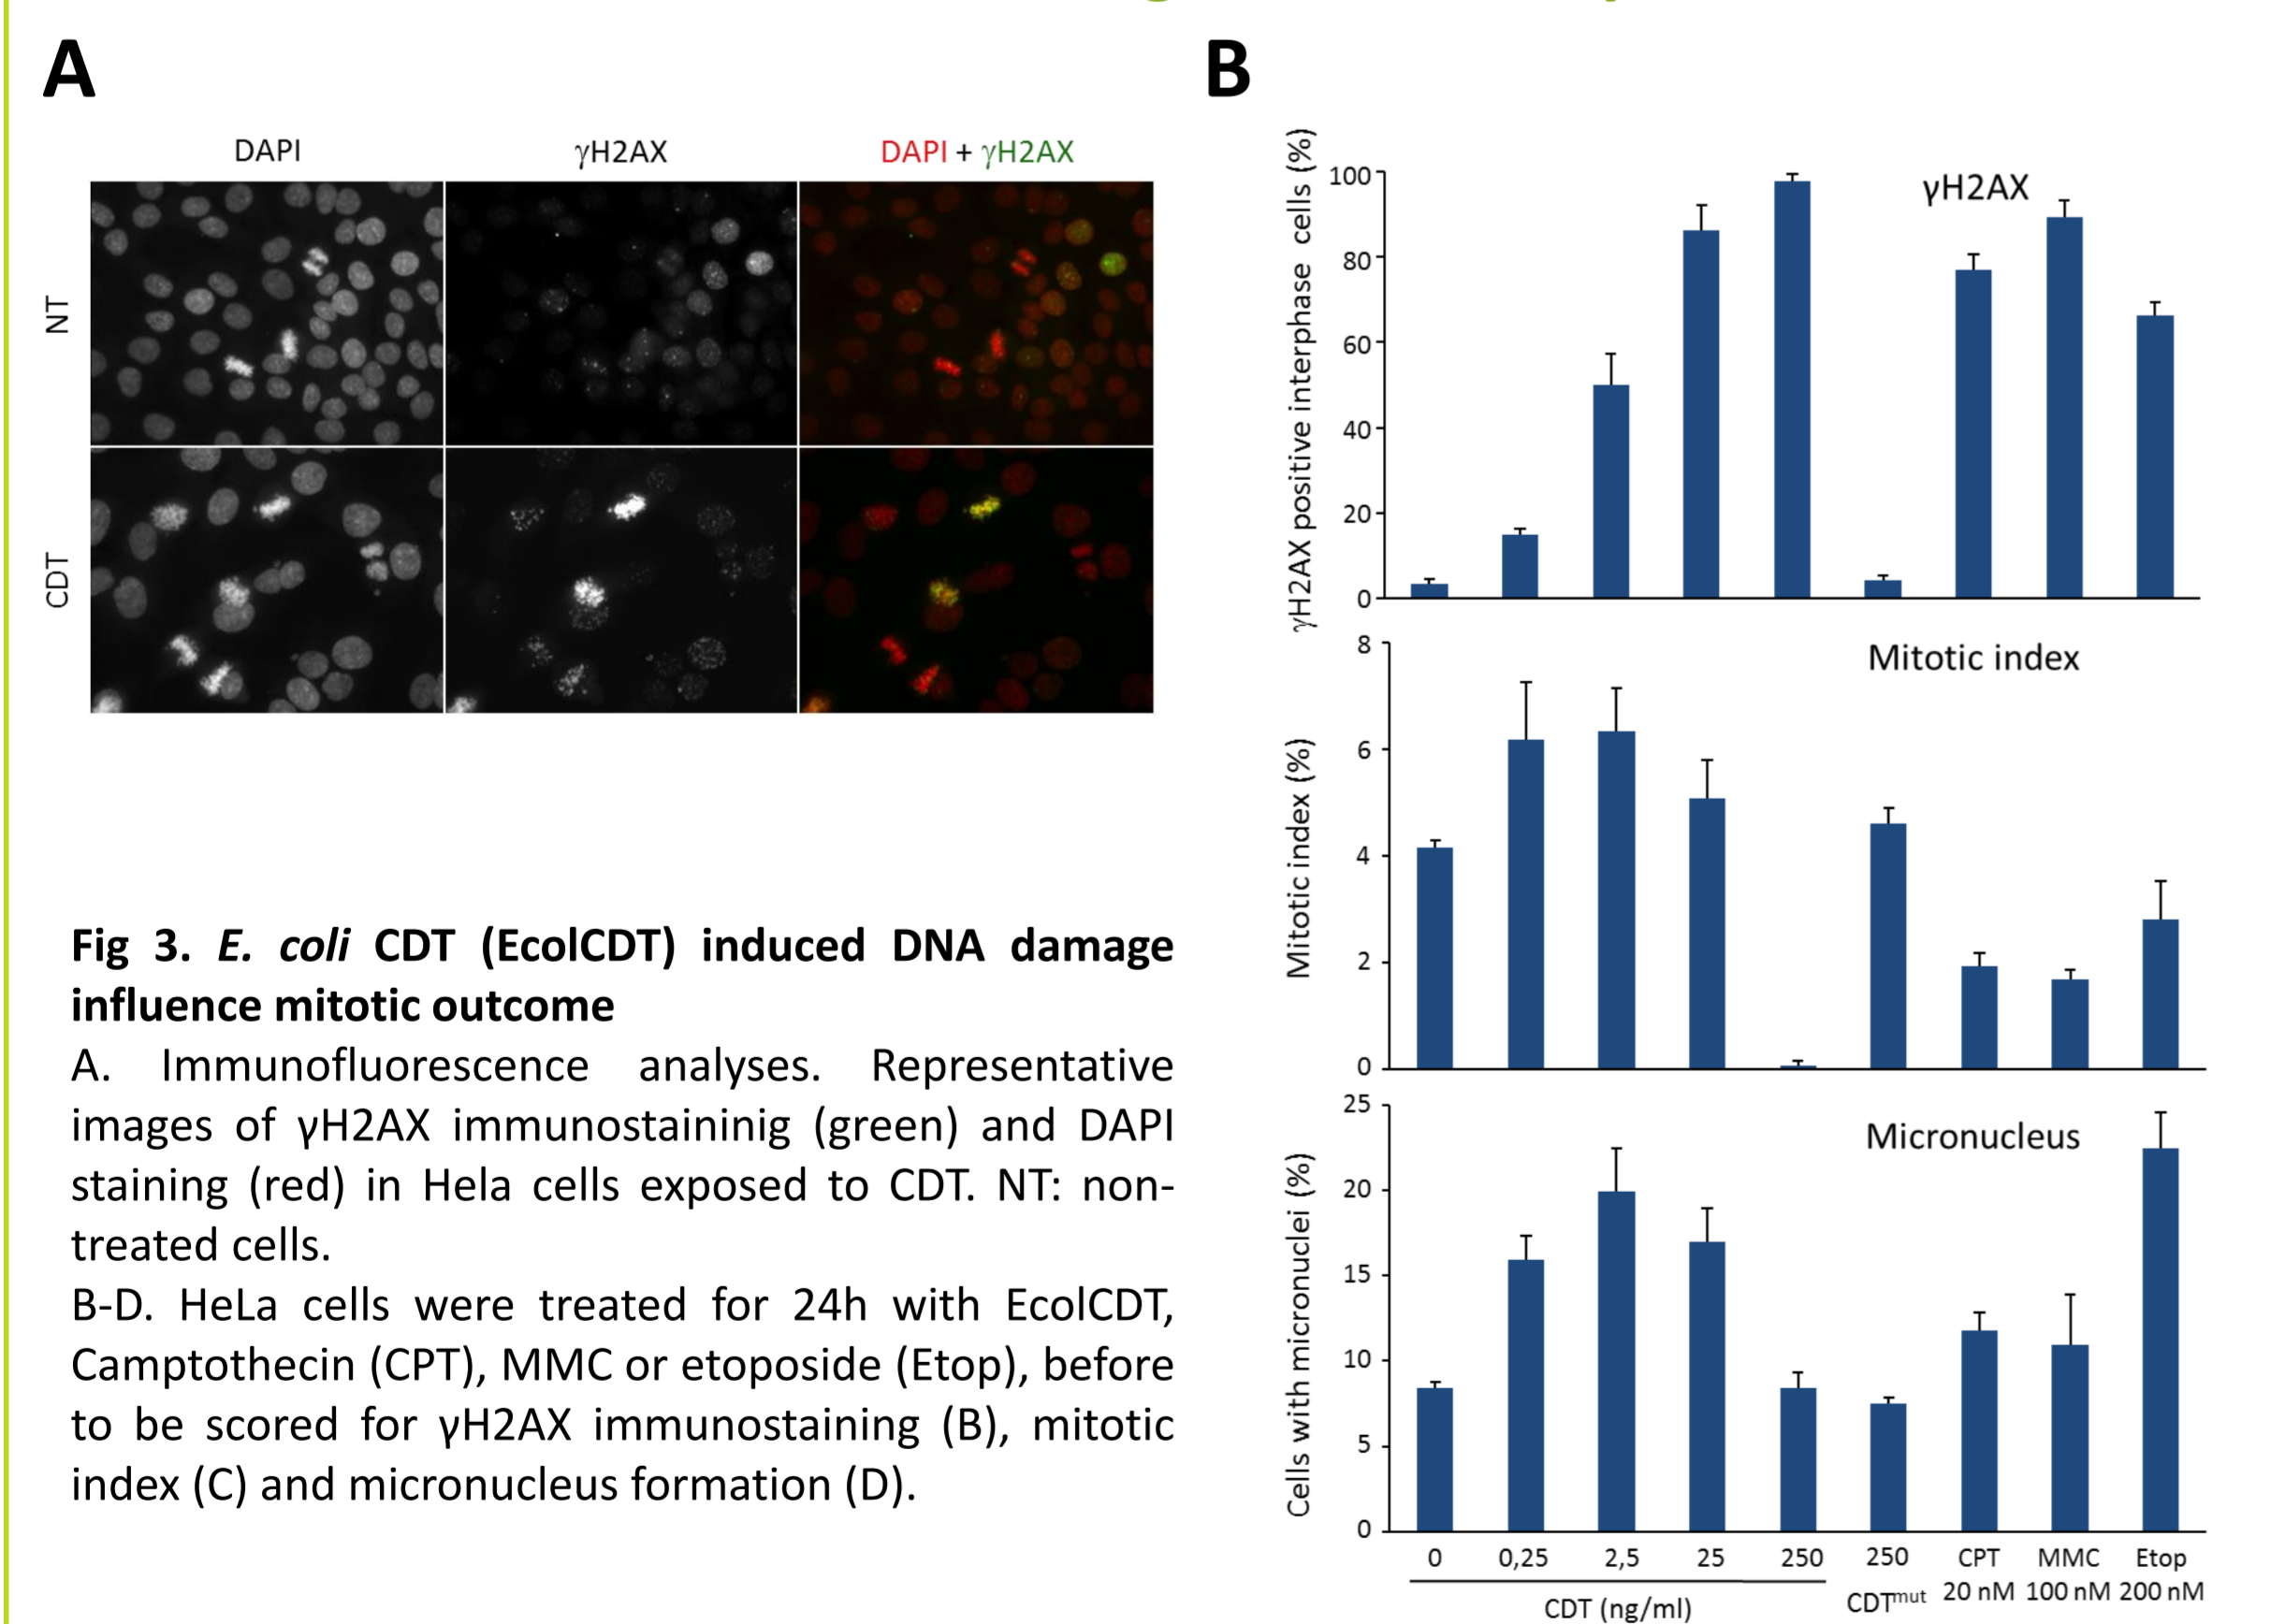 A
B
DAPI
γH2AX
DAPI + γH2AX
NT
CDT
Fig 3. E. coli CDT (EcolCDT) induced DNA damage
influence mitotic outcome
A. Immunofluorescence analyses. Representative
images of γH2AX immunostaininig (green) and DAPI
staining (red) in Hela cells exposed to CDT. NT: non-
treated cells.
B-D. HeLa cells were treated for 24h with EcolCDT,
Camptothecin (CPT), MMC or etoposide (Etop), before
to be scored for γH2AX immunostaining (B), mitotic
index (C) and micronucleus formation (D).
γH2AX positive interphase cells (%)
100
80
60
40
20
0
γH2AX
Mitotic index (%)
8
6
4
2
0
Mitotic index
Cells with micronuclei (%)
25
20
15
10
5
0
Micronucleus
0 0,25 2,5 25 250 250 CPT MMC Etop
CDT (ng/ml) CDTmut 20 nM 100 nM 200 nM